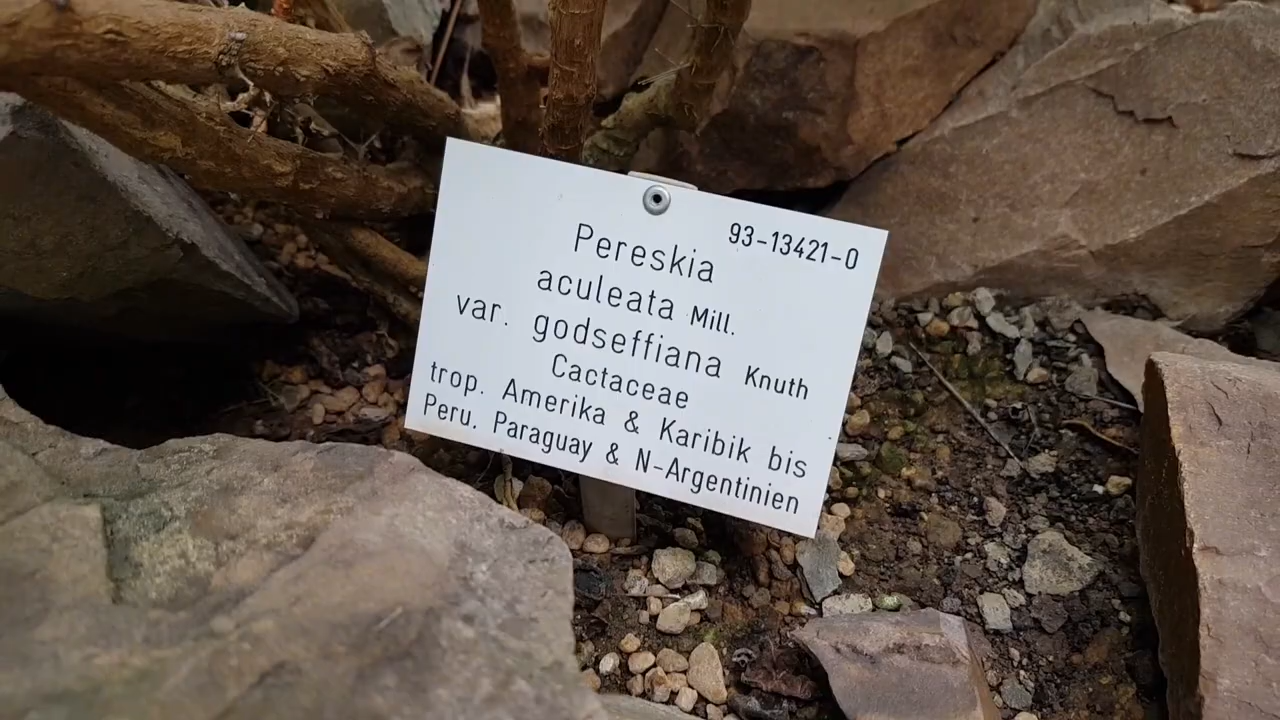 93-13421-0
Pereskia
aculeata Mill.
var. godseffiana Knuth
Cactaceae
trop. Amerika & Karibik bis
Peru, Paraguay & N-Argentinien